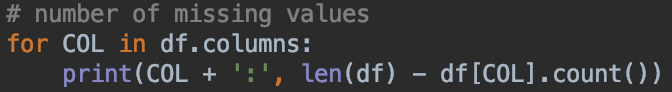 # number of missing values
for COL in df.columns:
    print(COL + ':', len(df) - df[COL].count())